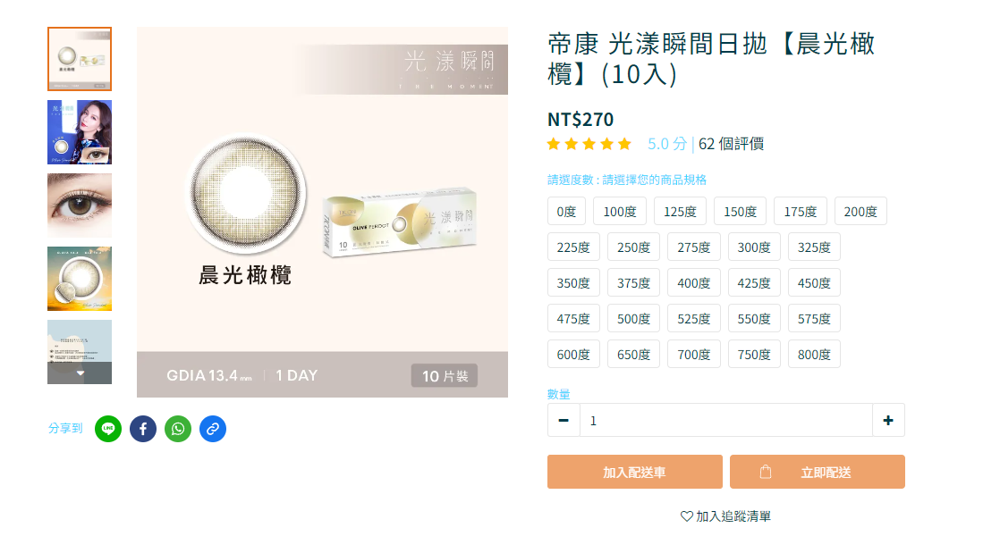 光漾瞬間
THE MOMENT
晨光橄欖
OLIVE PERIDOT
光漾瞬間
10
GDIA 13.4 mm | 1 DAY
10 片裝
分享到
LINE
帝康 光漾瞬間日拋【晨光橄
欖】(10入)
NT$270
5.0 分 | 62 個評價
請選度數 : 請選擇您的商品規格
0度 100度 125度 150度 175度 200度
225度 250度 275度 300度 325度
350度 375度 400度 425度 450度
475度 500度 525度 550度 575度
600度 650度 700度 750度 800度
數量
1
加入配送車 立即配送
加入追蹤清單